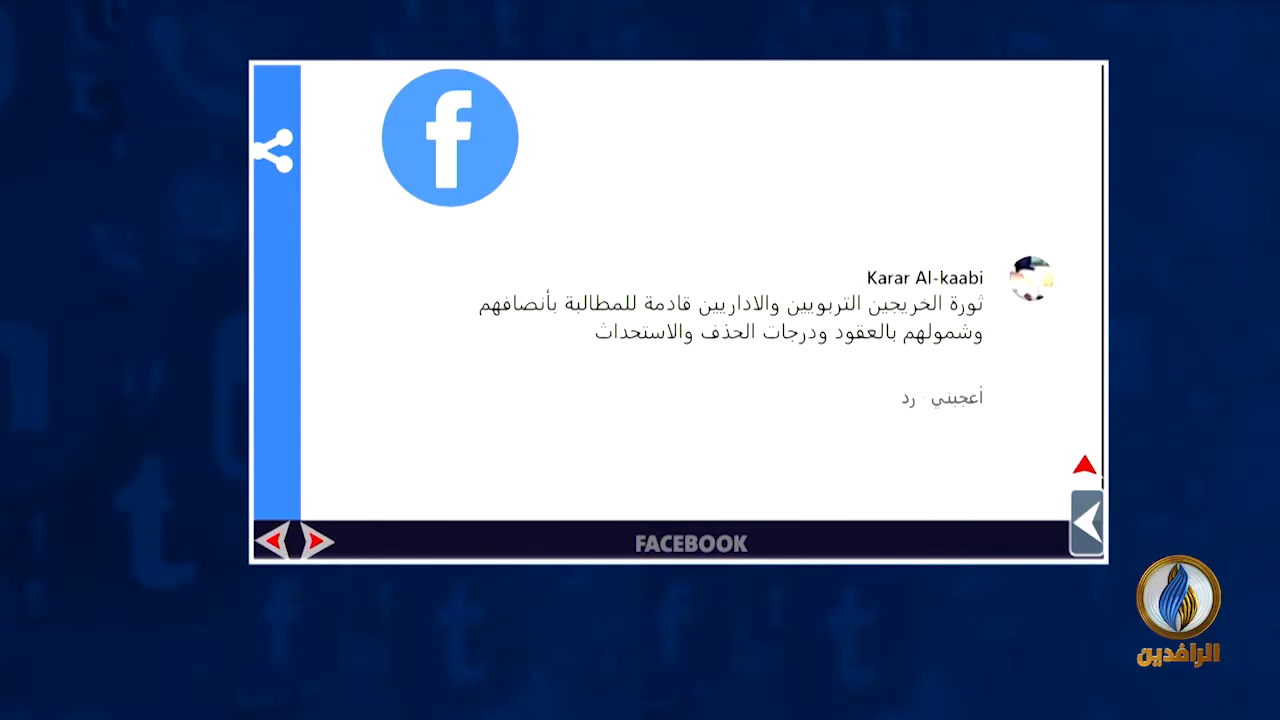 Karar Al-kaabi
ثورة الخريجين التربويين والاداريين قادمة للمطالبة بأنصافهم
وشمولهم بالعقود ودرجات الحذف والاستحداث
أعجبني · رد
FACEBOOK
الرافدين